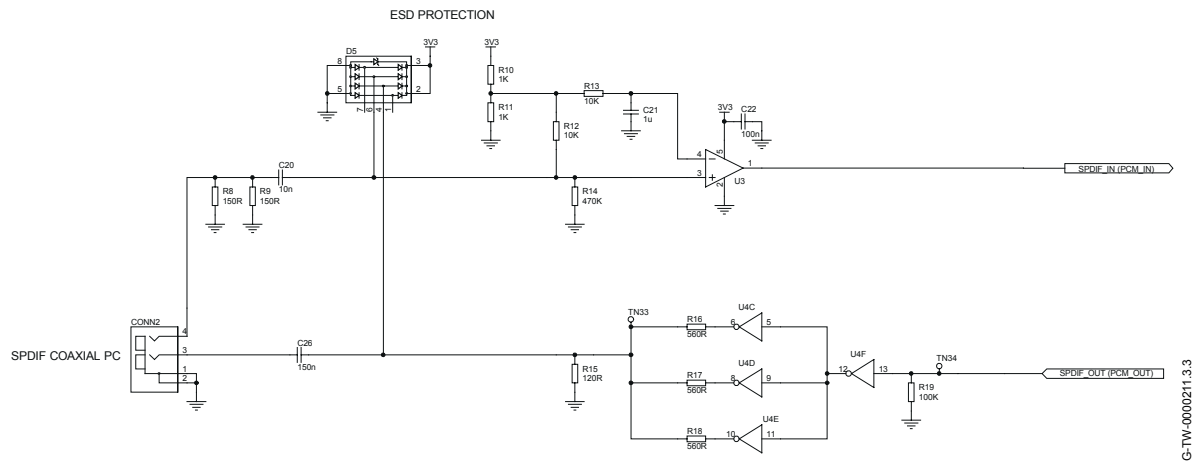 ESD PROTECTION
D5
3V3
3V3
8
3
5
2
7
6
4
1
R10
1K
R11
1K
R13
10K
C21
1u
R12
10K
3V3
C22
100n
4
5
3
1
2
U3
SPDIF_IN (PCM_IN)
C20
10n
R8
150R
R9
150R
R14
470K
CONN2
4
3
1
2
SPDIF COAXIAL PC
C26
150n
TN33
R15
120R
R16
560R
6
5
U4C
R17
560R
8
9
U4D
R18
560R
10
11
U4E
U4F
12
13
TN34
R19
100K
SPDIF_OUT (PCM_OUT)
G-TW-0000211.3.3